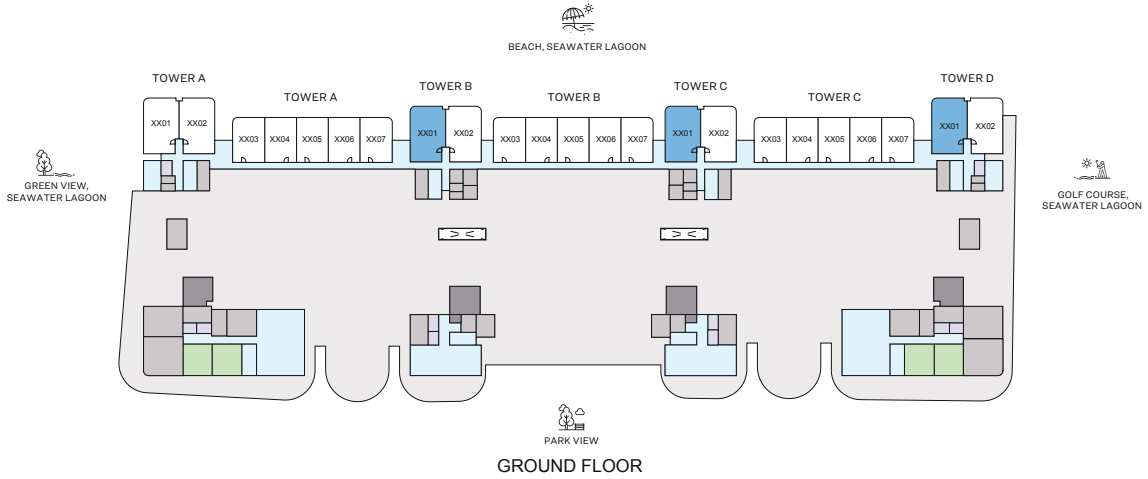 BEACH, SEAWATER LAGOON
TOWER A
TOWER A
TOWER B
TOWER B
TOWER C
TOWER C
TOWER D
XX01 XX02
XX03 XX04 XX05 XX06 XX07
XX01 XX02
XX03 XX04 XX05 XX06 XX07
XX01 XX02
XX03 XX04 XX05 XX06 XX07
XX01 XX02
GREEN VIEW,
SEAWATER LAGOON
GOLF COURSE,
SEAWATER LAGOON
PARK VIEW
GROUND FLOOR